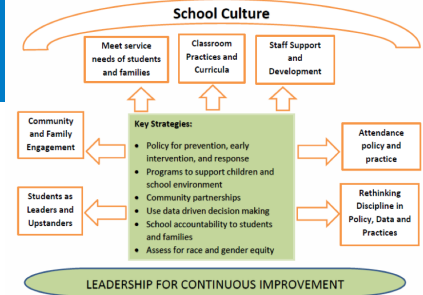 School Culture
Meet service
needs of students
and families
Classroom
Practices and
Curricula
Staff Support
and
Development
Community
and Family
Engagement
Key Strategies:
• Policy for prevention, early
intervention, and response
• Programs to support children and
school environment
• Community partnerships
• Use data driven decision making
• School accountability to students
and families
• Assess for race and gender equity
Attendance
policy and
practice
Students as
Leaders and
Upstanders
Rethinking
Discipline in
Policy, Data and
Practices
LEADERSHIP FOR CONTINUOUS IMPROVEMENT